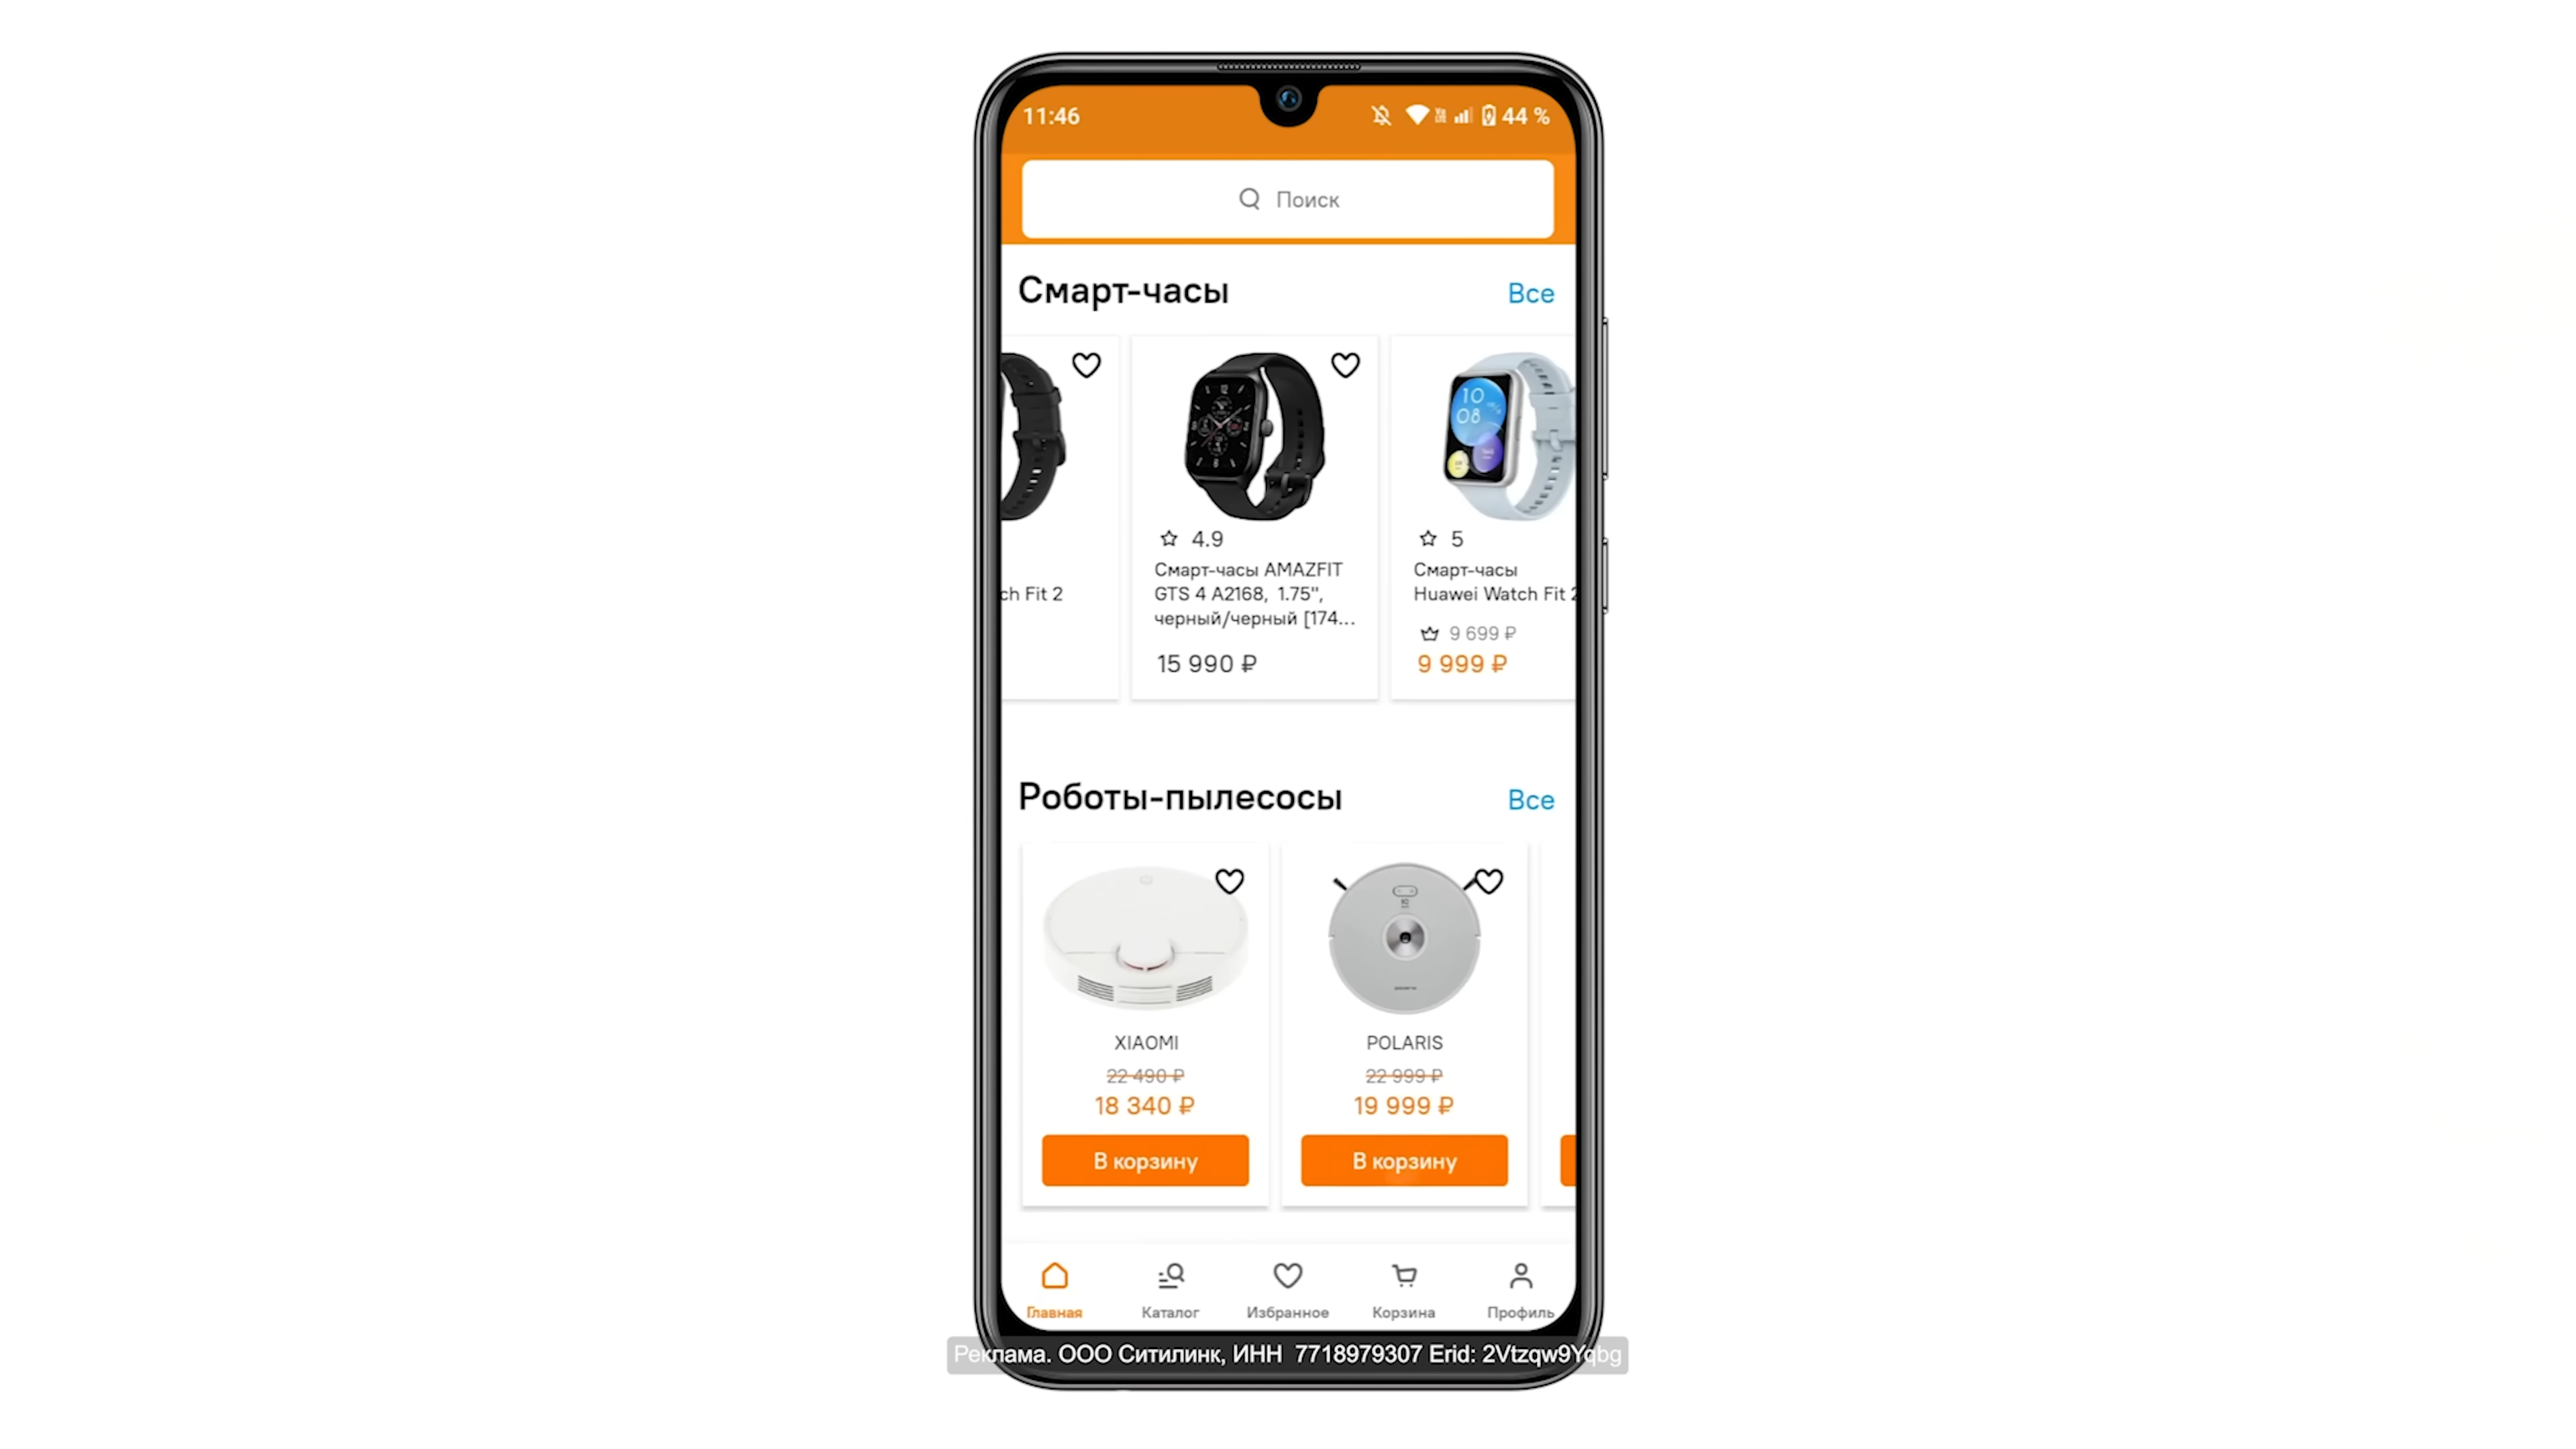 11:46
44 %
Поиск
Смарт-часы
Все
4.9
5
ch Fit 2
Смарт-часы AMAZFIT
GTS 4 A2168, 1.75",
черный/черный [174...
15 990 ₽
Смарт-часы
Huawei Watch Fit 2
9 699 ₽
9 999 ₽
Роботы-пылесосы
Все
XIAOMI
22 490 ₽
18 340 ₽
В корзину
POLARIS
22 999 ₽
19 999 ₽
В корзину
Главная
Каталог
Избранное
Корзина
Профиль
Реклама. ООО Ситилинк, ИНН 7718979307 Erid: 2Vtzqw9Yqbg